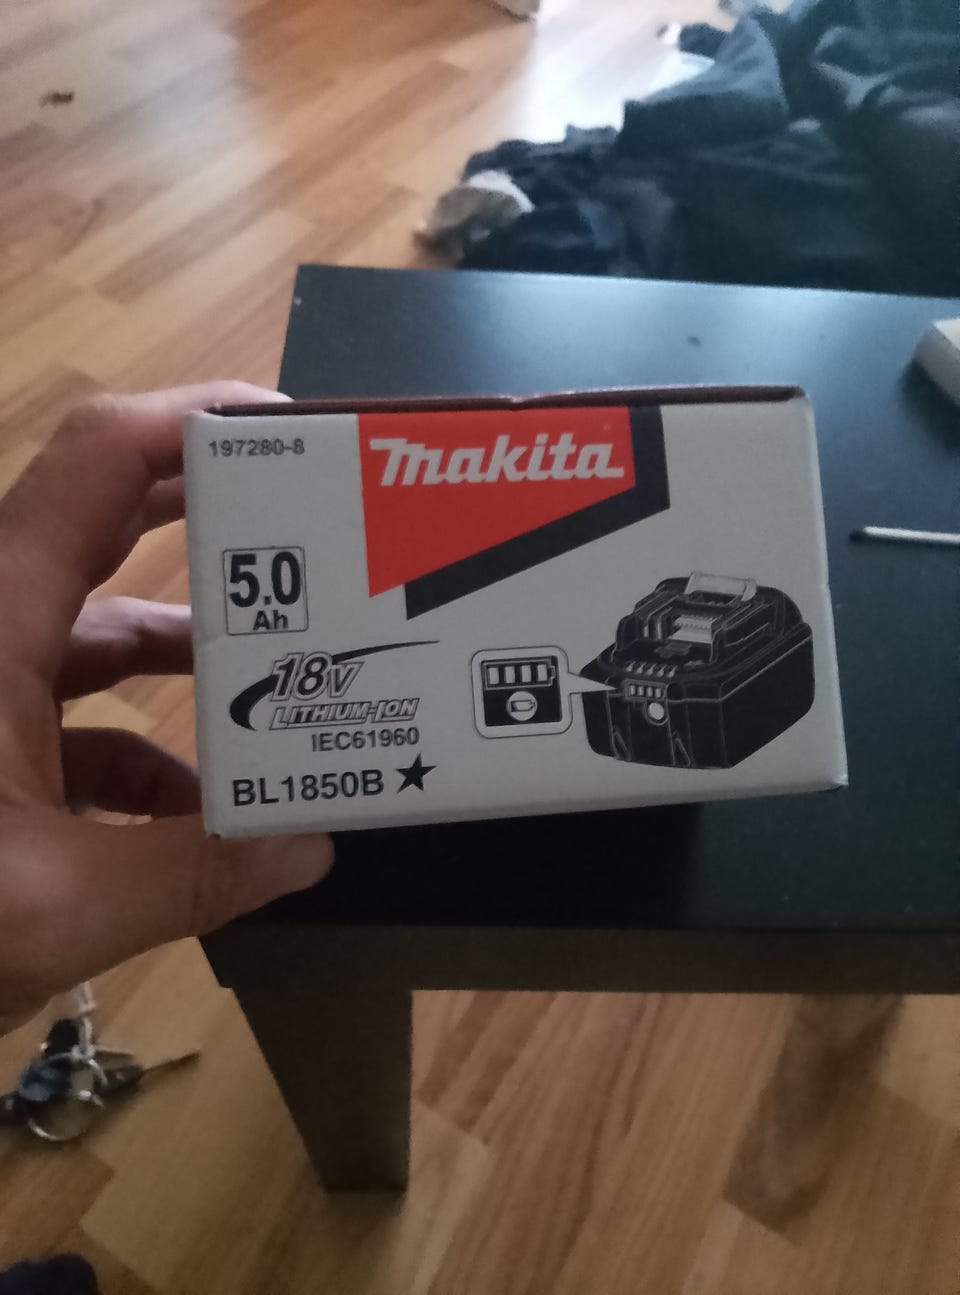 197280-8
makita
5.0
Ah
18V
LITHIUM-ION
IEC61960
BL1850B ★